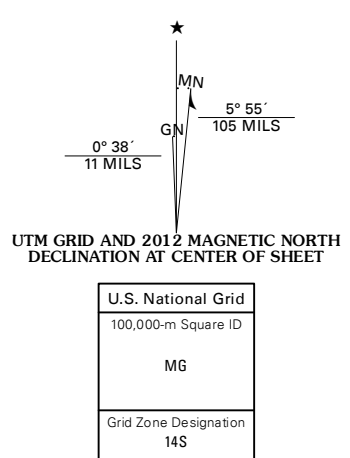 ★
MN
GN
5° 55´
105 MILS
0° 38´
11 MILS
UTM GRID AND 2012 MAGNETIC NORTH
DECLINATION AT CENTER OF SHEET
U.S. National Grid
100,000-m Square ID
MG
Grid Zone Designation
14S